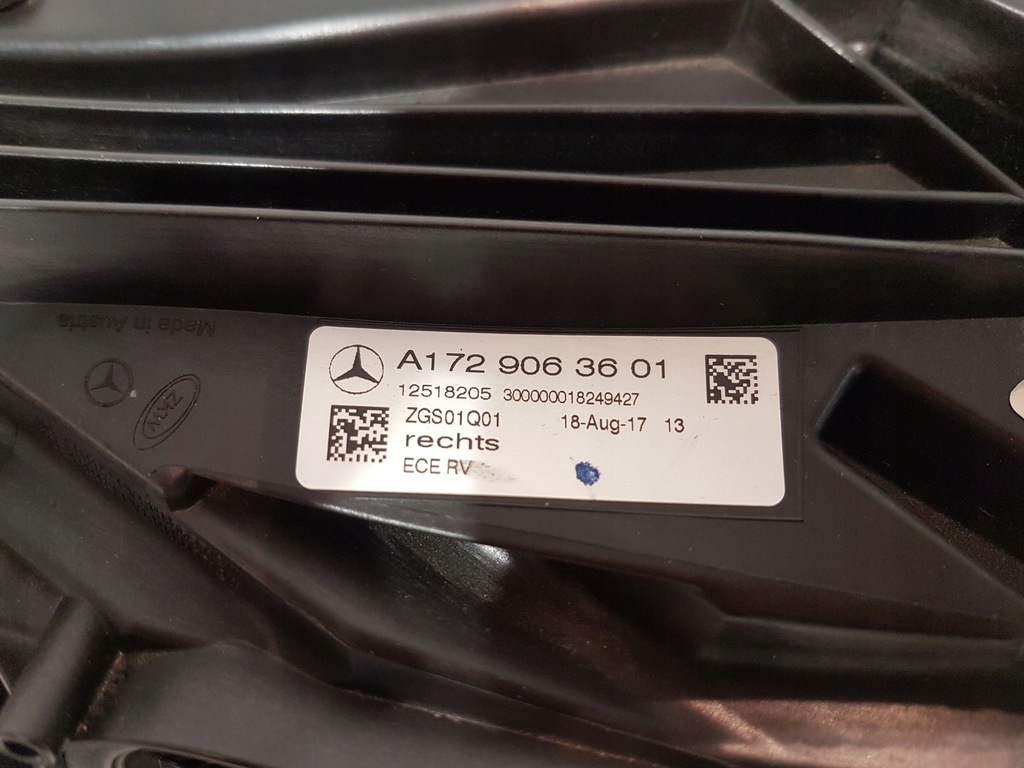 Made in Austria
A172 906 36 01
12518205 300000018249427
ZGS01Q01 18-Aug-17 13
rechts
ECE RV